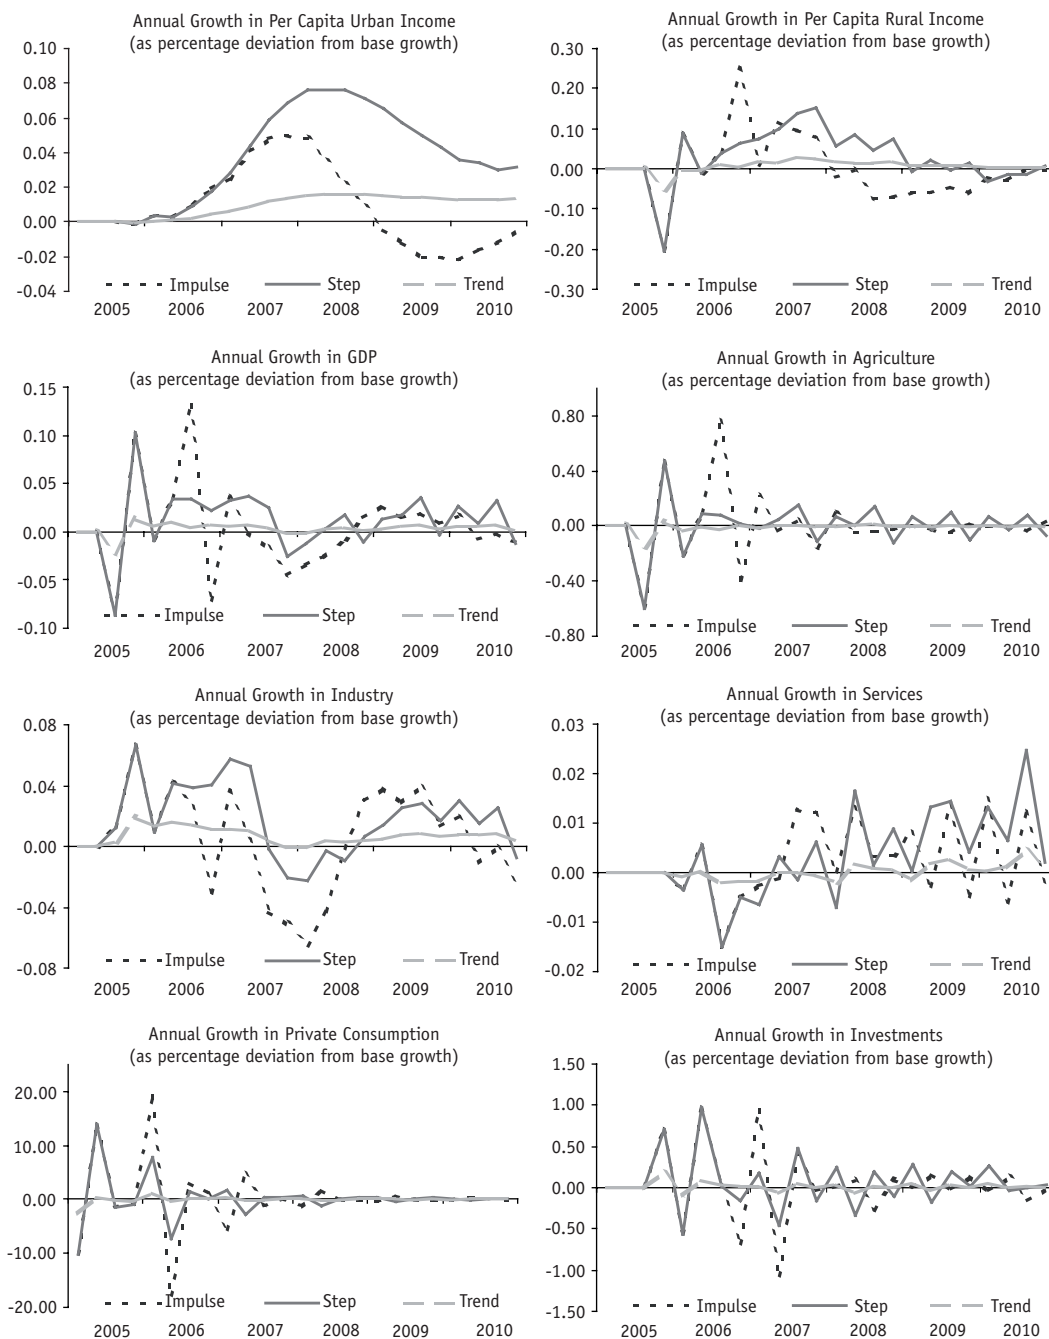 Annual Growth in Per Capita Urban Income
(as percentage deviation from base growth)
0.10
0.08
0.06
0.04
0.02
0.00
-0.02
-0.04
Impulse Step Trend
2005 2006 2007 2008 2009 2010
Annual Growth in Per Capita Rural Income
(as percentage deviation from base growth)
0.30
0.20
0.10
0.00
-0.10
-0.20
-0.30
Impulse Step Trend
2005 2006 2007 2008 2009 2010
Annual Growth in GDP
(as percentage deviation from base growth)
0.15
0.10
0.05
0.00
-0.05
-0.10
Impulse Step Trend
2005 2006 2007 2008 2009 2010
Annual Growth in Agriculture
(as percentage deviation from base growth)
0.80
0.40
0.00
-0.40
-0.80
Impulse Step Trend
2005 2006 2007 2008 2009 2010
Annual Growth in Industry
(as percentage deviation from base growth)
0.08
0.04
0.00
-0.04
-0.08
Impulse Step Trend
2005 2006 2007 2008 2009 2010
Annual Growth in Services
(as percentage deviation from base growth)
0.03
0.02
0.01
0.00
-0.01
-0.02
Impulse Step Trend
2005 2006 2007 2008 2009 2010
Annual Growth in Private Consumption
(as percentage deviation from base growth)
20.00
10.00
0.00
-10.00
-20.00
Impulse Step Trend
2005 2006 2007 2008 2009 2010
Annual Growth in Investments
(as percentage deviation from base growth)
1.50
1.00
0.50
0.00
-0.50
-1.00
-1.50
Impulse Step Trend
2005 2006 2007 2008 2009 2010